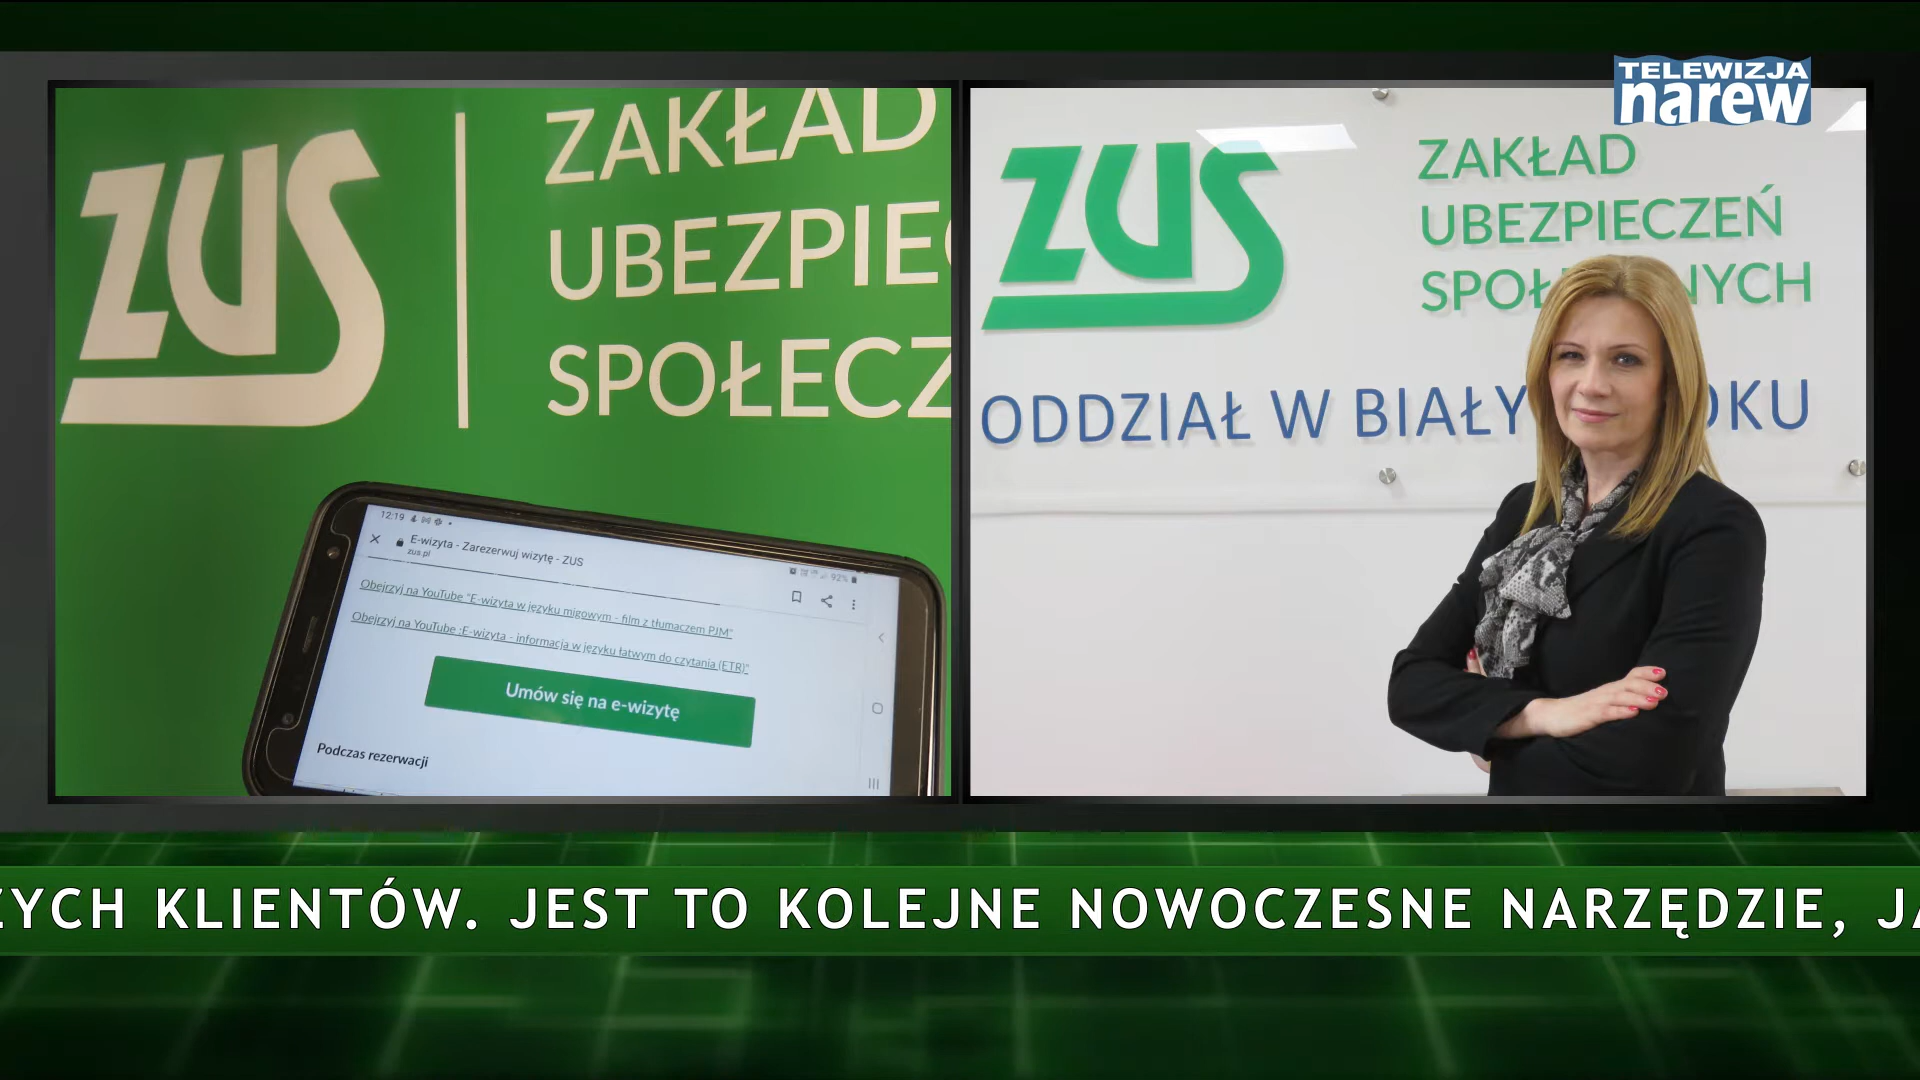 TELEWIZJA
narew
ZUS
ZAKŁAD
UBEZPIE
SPOŁECZ
12:19
92%
E-wizyta - Zarezerwuj wizytę - ZUS
zus.pl
Obejrzyj na YouTube "E-wizyta w języku migowym - film z tłumaczem PJM"
Obejrzyj na YouTube :E-wizyta - informacja w języku łatwym do czytania (ETR)"
Umów się na e-wizytę
Podczas rezerwacji
ZUS
ZAKŁAD
UBEZPIECZEŃ
SPOŁ NYCH
ODDZIAŁ W BIAŁY OKU
ZYCH KLIENTÓW. JEST TO KOLEJNE NOWOCZESNE NARZĘDZIE, JA